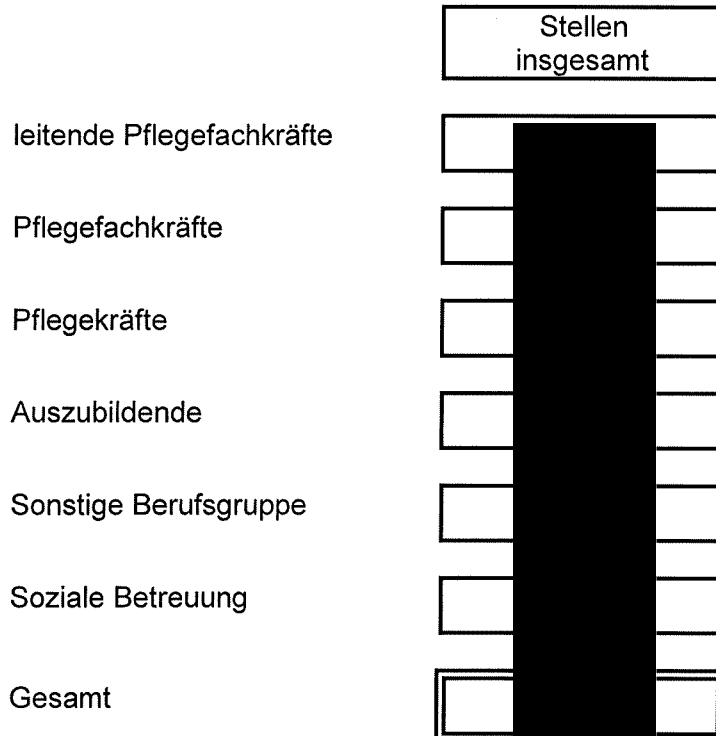 Stellen
insgesamt
leitende Pflegefachkräfte
Pflegefachkräfte
Pflegekräfte
Auszubildende
Sonstige Berufsgruppe
Soziale Betreuung
Gesamt